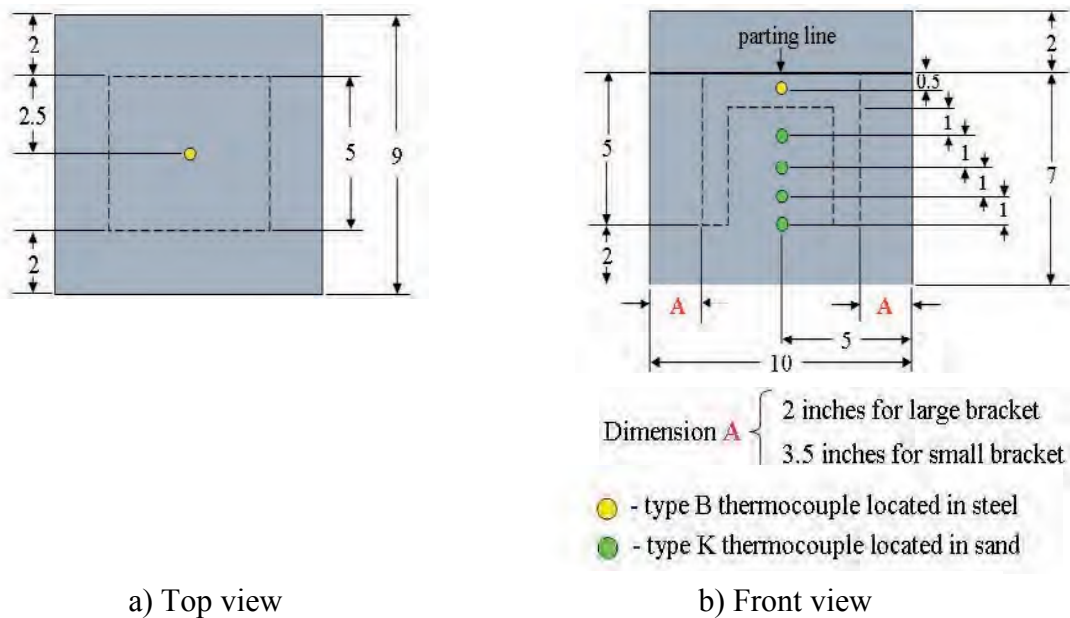 2
2.5
5
9
2
parting line
2
0.5
1
5
1
7
1
1
2
A
A
5
10
Dimension A
2 inches for large bracket
3.5 inches for small bracket
- type B thermocouple located in steel
- type K thermocouple located in sand
a) Top view
b) Front view